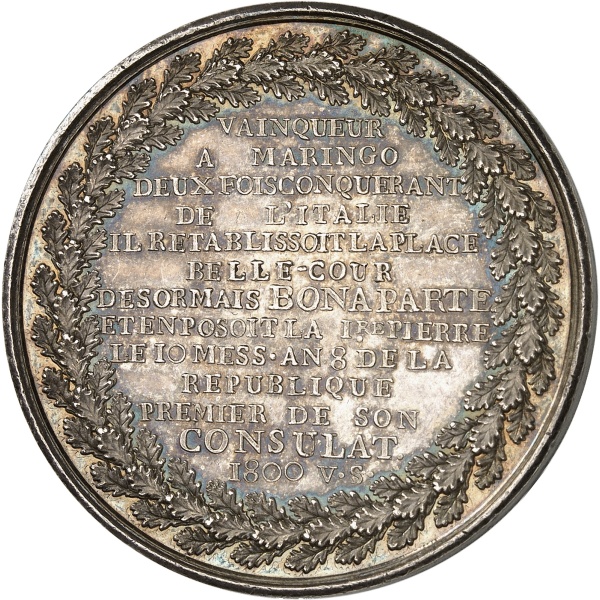 VAINQUEUR
A MARINGO
DEUX FOIS CONQUERANT
DE L'ITALIE
IL RETABLISSOIT LA PLACE
BELLE-COUR
DESORMAIS BONAPARTE
ET EN POSOIT LA I.RE PIERRE
LE 10 MESS· AN 8 DE LA
REPUBLIQUE
PREMIER DE SON
CONSULAT
1800 V·S